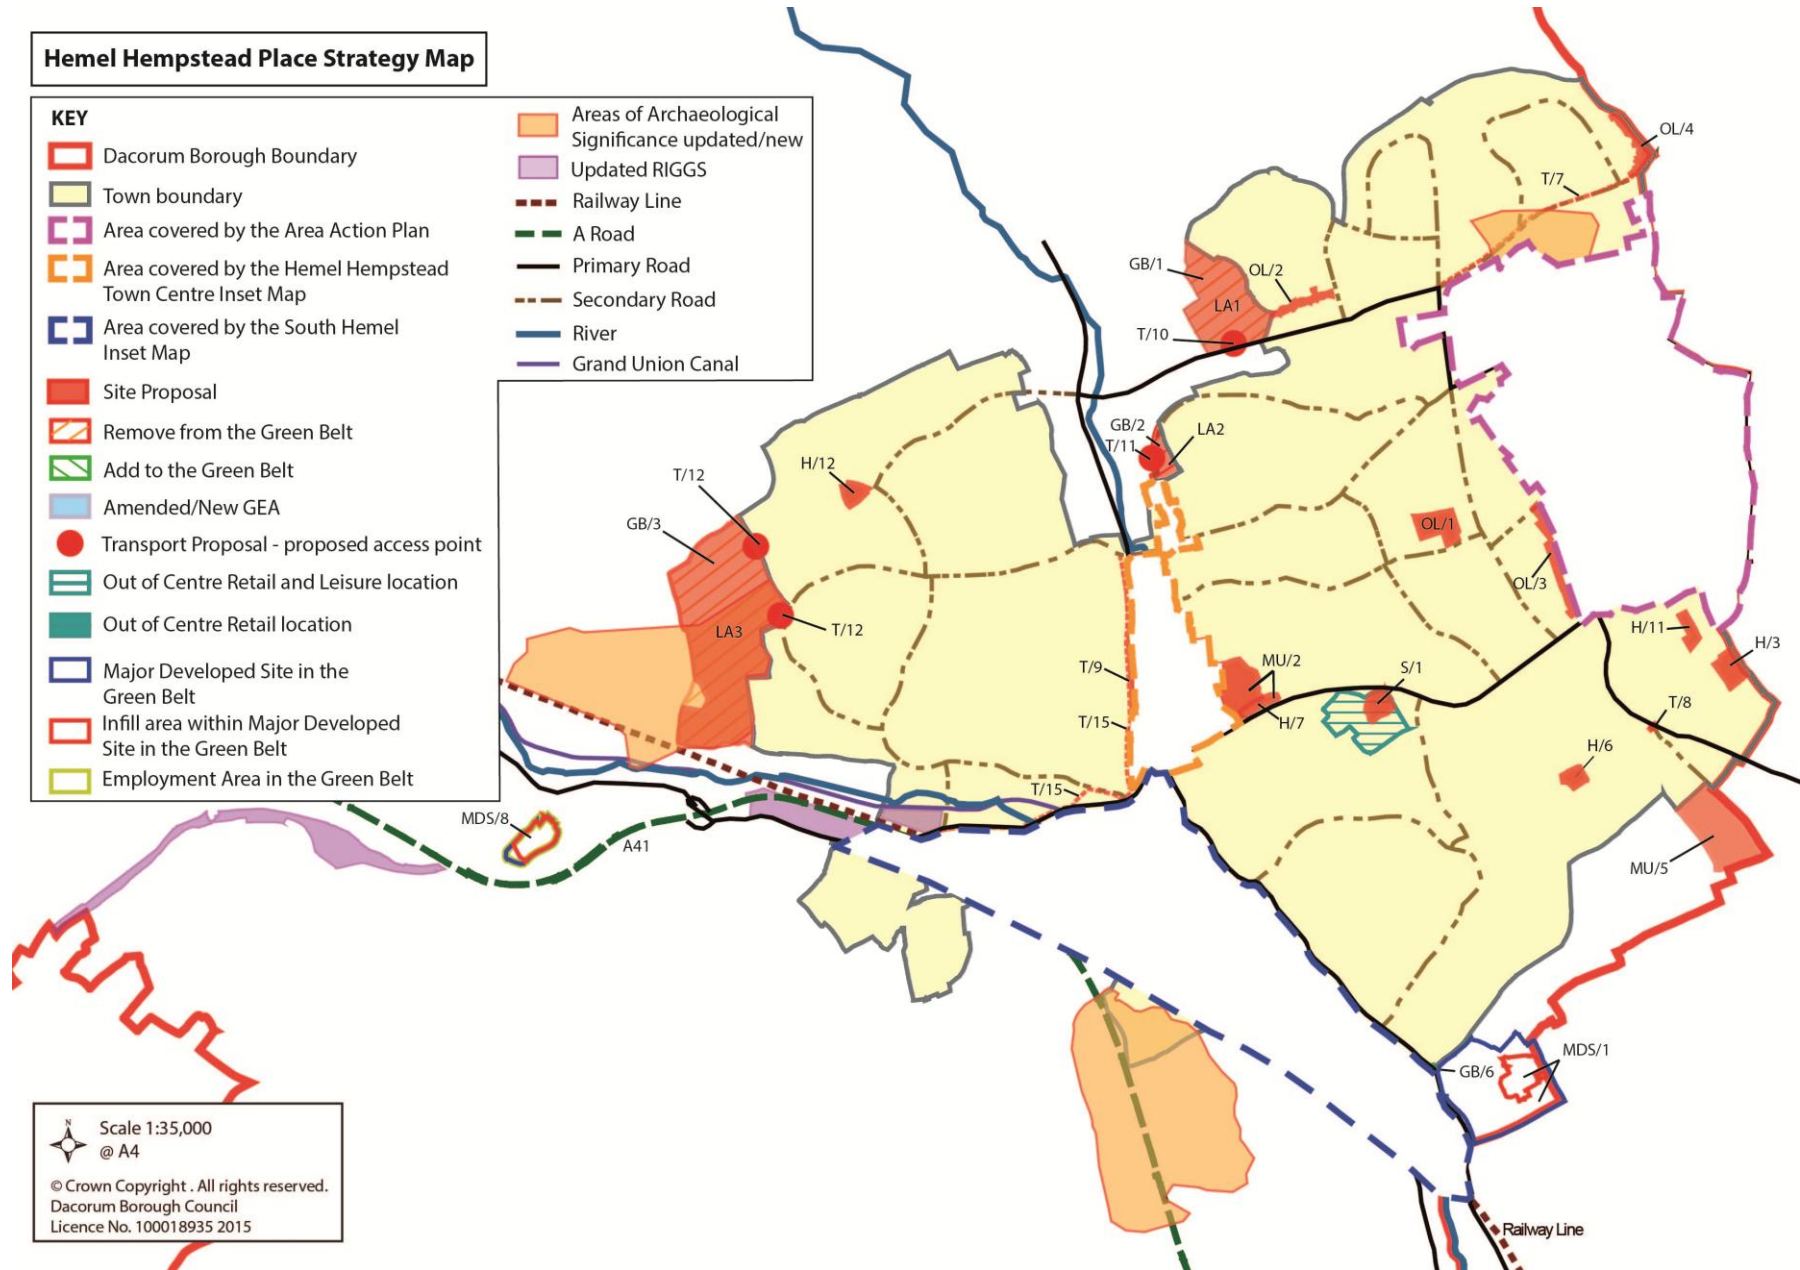 Hemel Hempstead Place Strategy Map
KEY
Dacorum Borough Boundary
Town boundary
Area covered by the Area Action Plan
Area covered by the Hemel Hempstead
Town Centre Inset Map
Area covered by the South Hemel
Inset Map
Site Proposal
Remove from the Green Belt
Add to the Green Belt
Amended/New GEA
Transport Proposal - proposed access point
Out of Centre Retail and Leisure location
Out of Centre Retail location
Major Developed Site in the
Green Belt
Infill area within Major Developed
Site in the Green Belt
Employment Area in the Green Belt
Areas of Archaeological
Significance updated/new
Updated RIGGS
Railway Line
A Road
Primary Road
Secondary Road
River
Grand Union Canal
OL/4
T/7
GB/1
OL/2
LA1
T/10
GB/2
LA2
T/11
H/12
T/12
GB/3
OL/1
OL/3
T/12
LA3
H/11
H/3
T/9
MU/2
S/1
T/8
T/15
H/7
H/6
T/15
MDS/8
A41
MU/5
MDS/1
GB/6
Railway Line
N
Scale 1:35,000
@ A4
© Crown Copyright . All rights reserved.
Dacorum Borough Council
Licence No. 100018935 2015